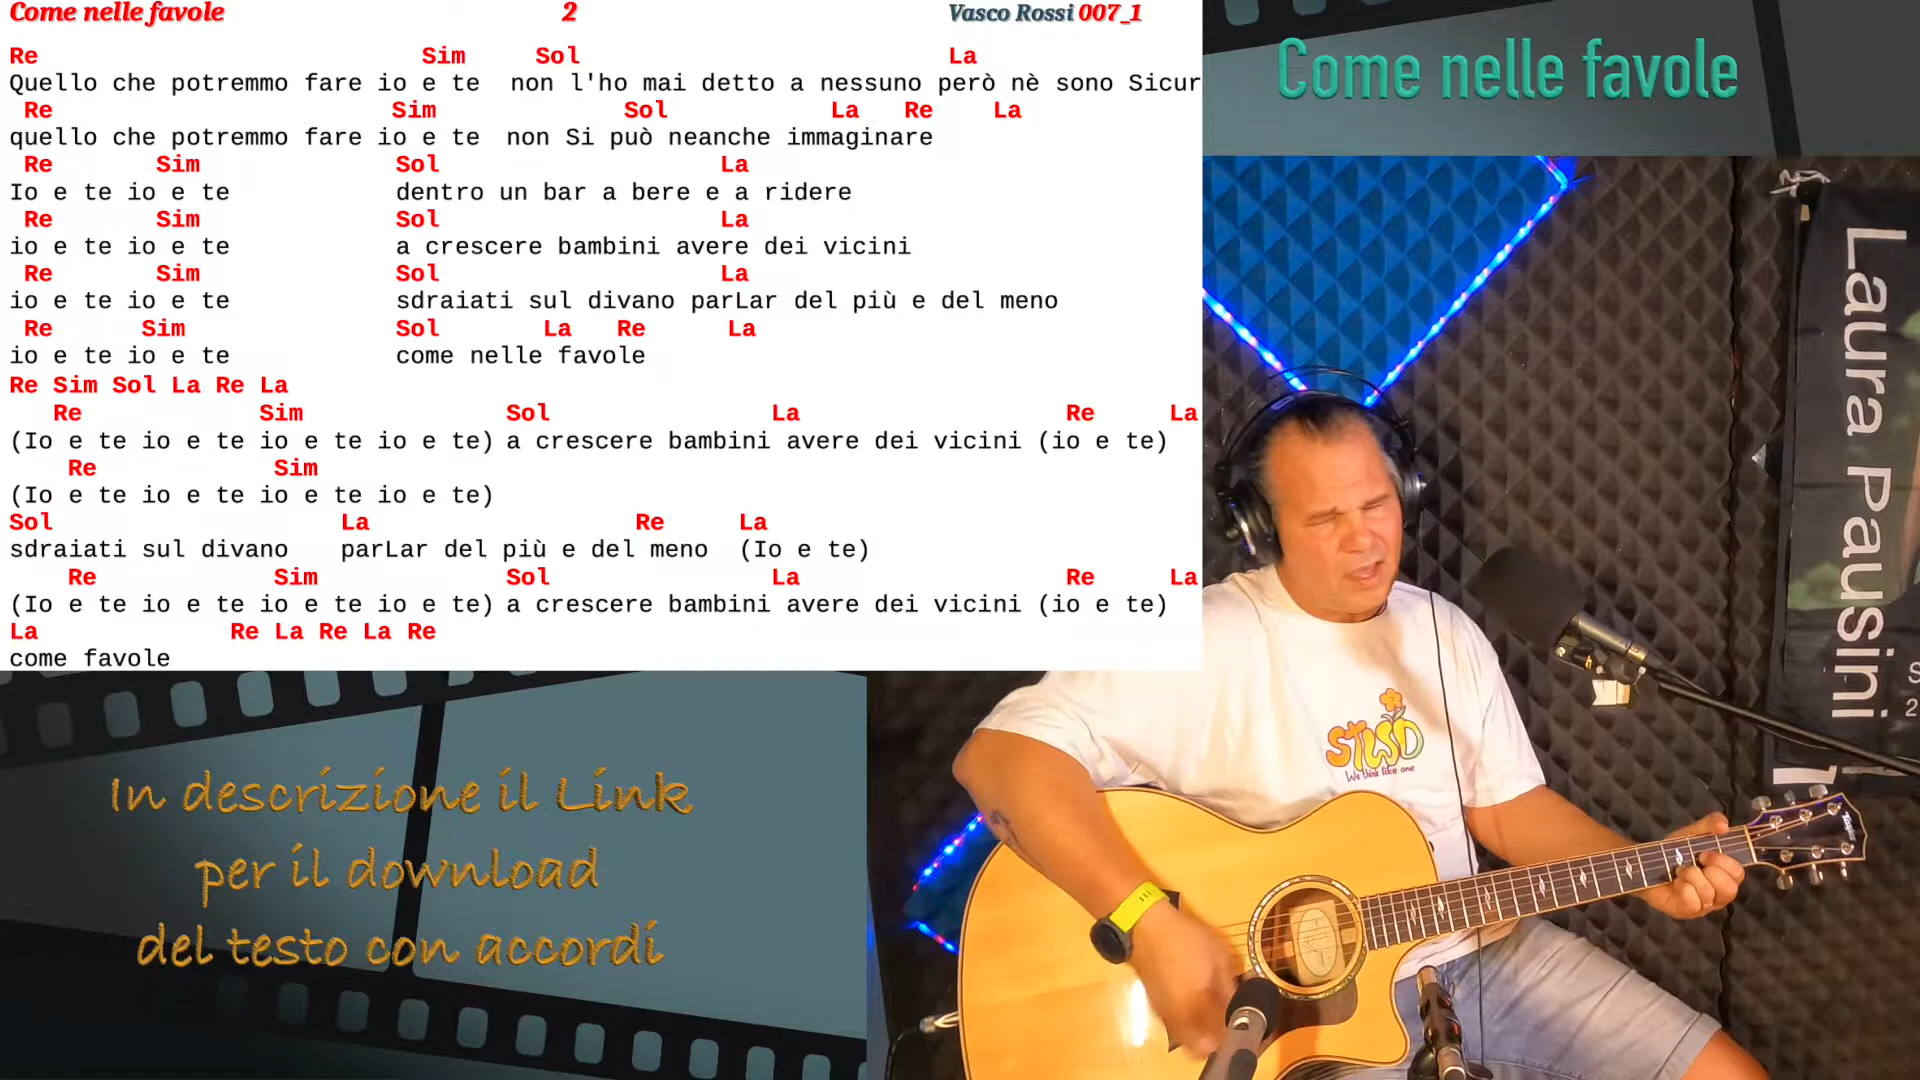 Come nelle favole 2 Vasco Rossi 007_1
Re Sim Sol La
Quello che potremmo fare io e te non l'ho mai detto a nessuno però nè sono Sicur
Re Sim Sol La Re La
quello che potremmo fare io e te non Si può neanche immaginare
Re Sim Sol La
Io e te io e te dentro un bar a bere e a ridere
Re Sim Sol La
io e te io e te a crescere bambini avere dei vicini
Re Sim Sol La
io e te io e te sdraiati sul divano parLar del più e del meno
Re Sim Sol La Re La
io e te io e te come nelle favole
Re Sim Sol La Re La
Re Sim Sol La Re La
(Io e te io e te io e te io e te) a crescere bambini avere dei vicini (io e te)
Re Sim
(Io e te io e te io e te io e te)
Sol La Re La
sdraiati sul divano parLar del più e del meno (Io e te)
Re Sim Sol La Re La
(Io e te io e te io e te io e te) a crescere bambini avere dei vicini (io e te)
La Re La Re La Re
come favole
Come nelle favole
In descrizione il Link
per il download
del testo con accordi
Laura Pausini
S
2
STWD
We think like one
Taylor